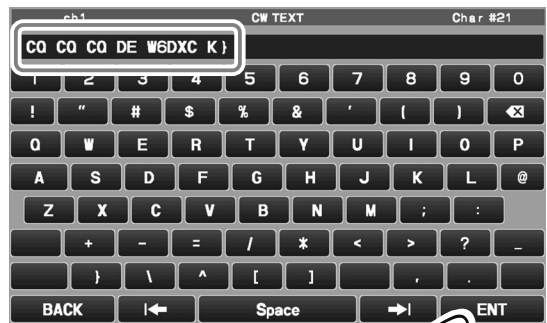 ch1 CW TEXT Char #21
CQ CQ CQ DE W6DXC K}
1 2 3 4 5 6 7 8 9 0
! " # $ % & ' ( )
Q W E R T Y U I O P
A S D F G H J K L @
Z X C V B N M ; :
+ - = / * < > ? _
} \ ^ [ ] , .
BACK Space ENT